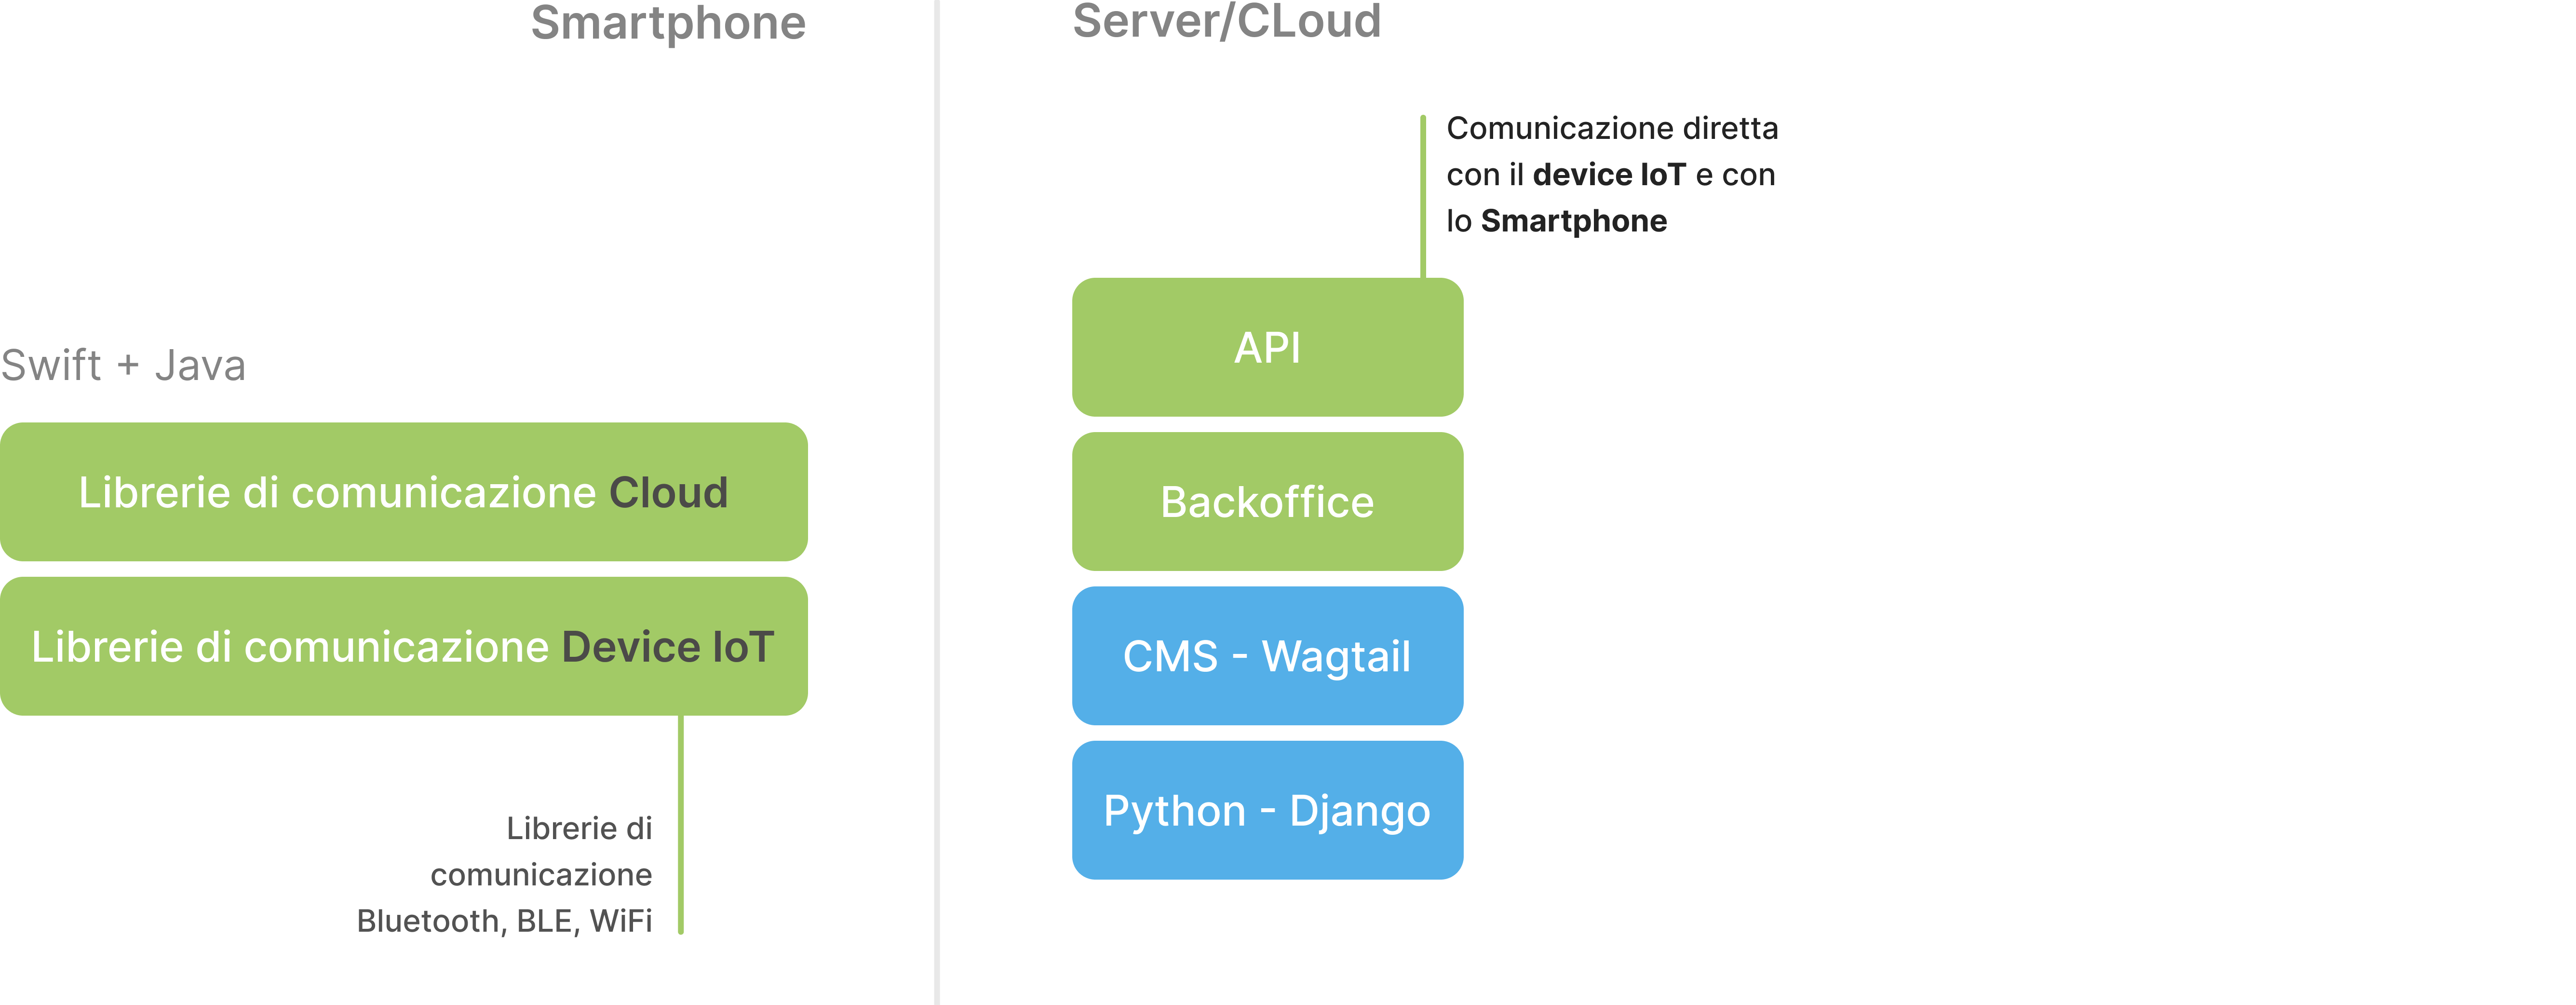 Smartphone
Swift + Java
Librerie di comunicazione Cloud
Librerie di comunicazione Device IoT
Librerie di
comunicazione
Bluetooth, BLE, WiFi
Server/CLoud
Comunicazione diretta
con il device IoT e con
lo Smartphone
API
Backoffice
CMS - Wagtail
Python - Django